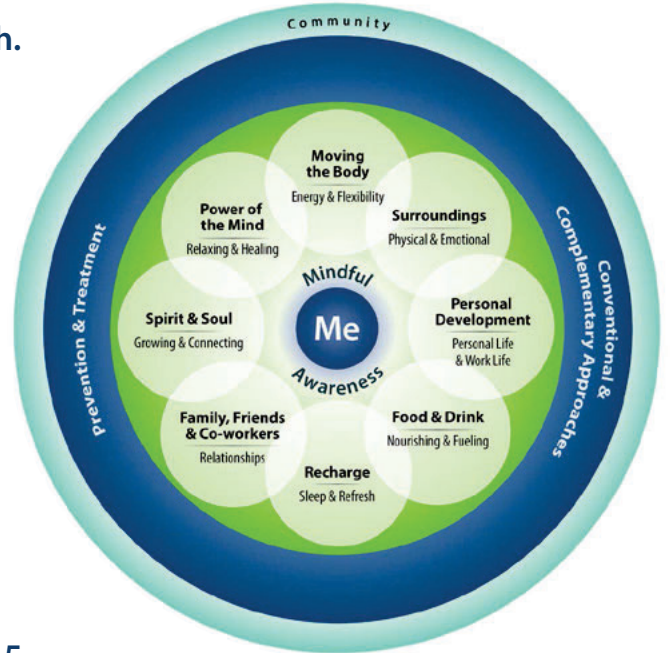 h.
Community
Moving
the Body
Energy & Flexibility
Surroundings
Physical & Emotional
Personal
Development
Personal Life
& Work Life
Food & Drink
Nourishing & Fueling
Recharge
Sleep & Refresh
Family, Friends
& Co-workers
Relationships
Spirit & Soul
Growing & Connecting
Power of
the Mind
Relaxing & Healing
Mindful
Me
Awareness
Prevention & Treatment
Conventional &
Complementary Approaches